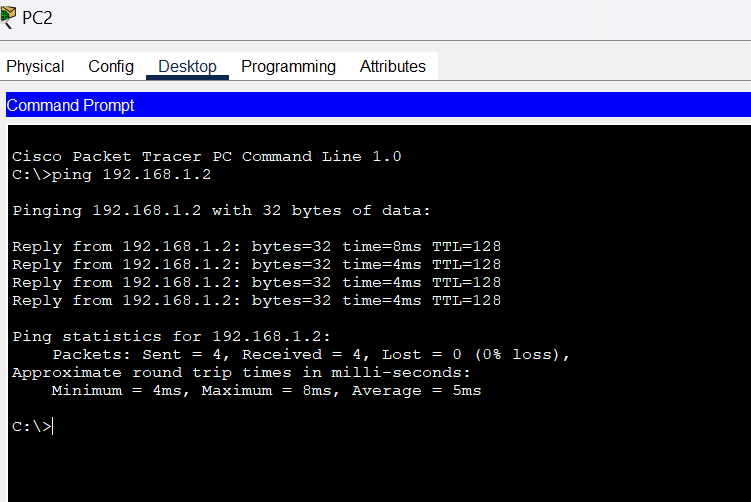 PC2
Physical Config Desktop Programming Attributes
Command Prompt
Cisco Packet Tracer PC Command Line 1.0
C:\>ping 192.168.1.2
Pinging 192.168.1.2 with 32 bytes of data:
Reply from 192.168.1.2: bytes=32 time=8ms TTL=128
Reply from 192.168.1.2: bytes=32 time=4ms TTL=128
Reply from 192.168.1.2: bytes=32 time=4ms TTL=128
Reply from 192.168.1.2: bytes=32 time=4ms TTL=128
Ping statistics for 192.168.1.2:
    Packets: Sent = 4, Received = 4, Lost = 0 (0% loss),
Approximate round trip times in milli-seconds:
    Minimum = 4ms, Maximum = 8ms, Average = 5ms
C:\>